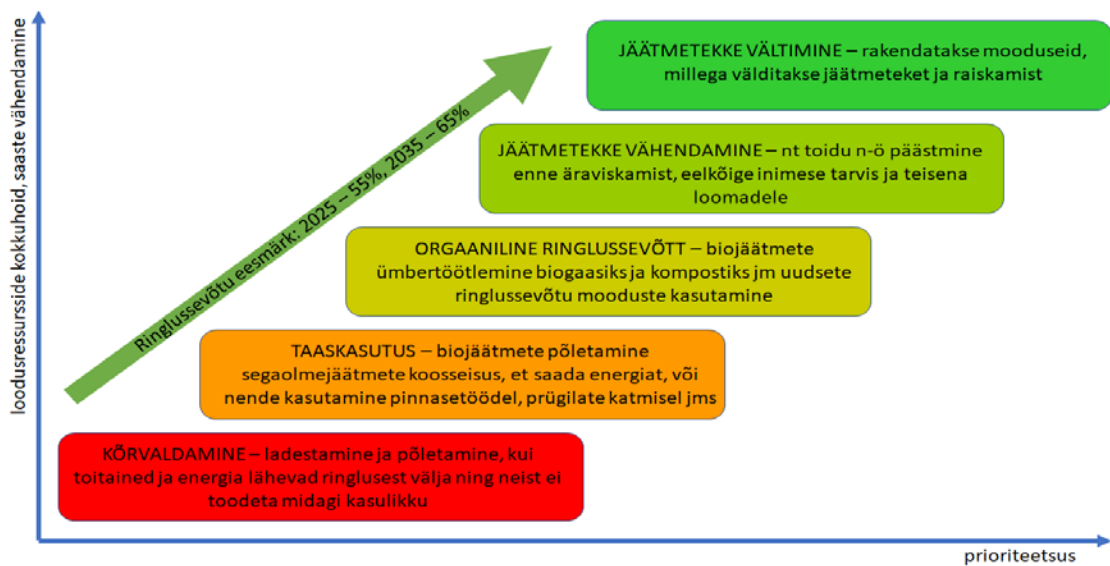 loodusressursside kokkuhoid, saaste vähendamine
Ringlussevõtu eesmärk: 2025 – 55%, 2035 – 65%
JÄÄTMETEKKE VÄLTIMINE – rakendatakse mooduseid,
millega välditakse jäätmeteket ja raiskamist
JÄÄTMETEKKE VÄHENDAMINE – nt toidu n-ö päästmine
enne äraviskamist, eelkõige inimese tarvis ja teisena
loomadele
ORGAANILINE RINGLUSSEVÕTT – biojäätmete
ümbertöötlemine biogaasiks ja kompostiks jm uudsete
ringlussevõtu mooduste kasutamine
TAASKASUTUS – biojäätmete põletamine
segaolmejäätmete koosseisus, et saada energiat, või
nende kasutamine pinnasetöödel, prügilate katmisel jms
KÕRVALDAMINE – ladestamine ja põletamine, kui
toitained ja energia lähevad ringlusest välja ning neist ei
toodeta midagi kasulikku
prioriteetsus